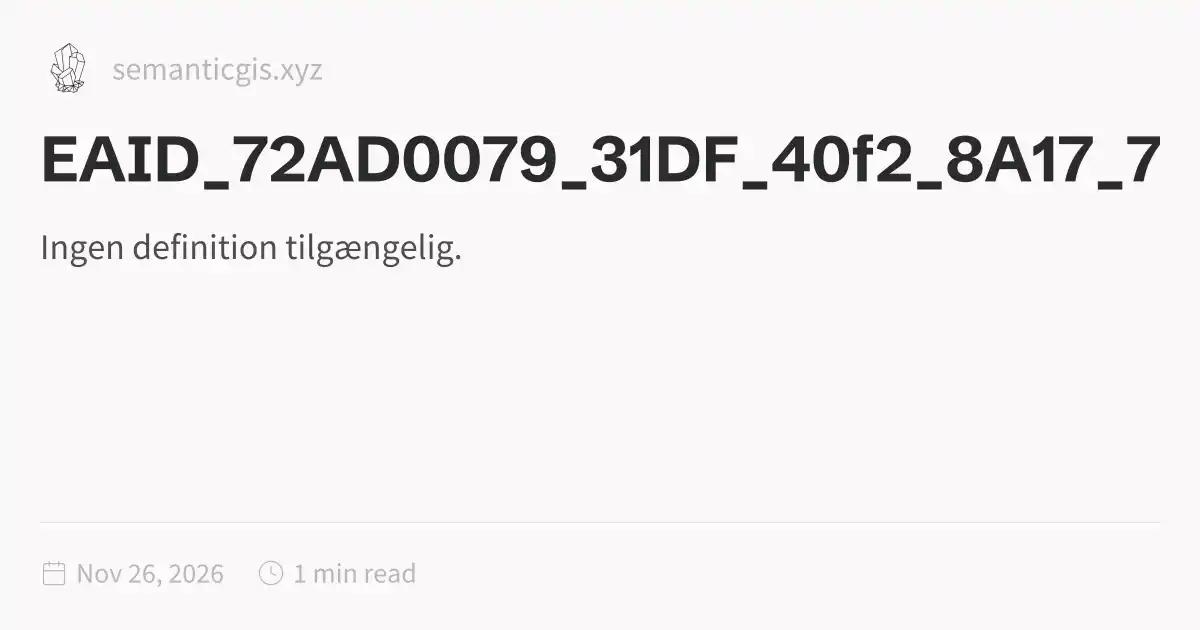 semanticgis.xyz
EAID_72AD0079_31DF_40f2_8A17_7
Ingen definition tilgængelig.
Nov 26, 2026 1 min read